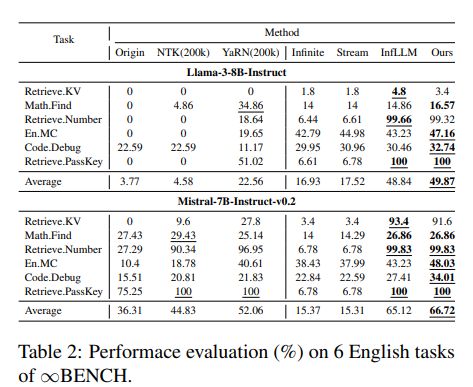 Task Method
Origin NTK(200k) YaRN(200k) Infinite Stream InfLLM Ours
Llama-3-8B-Instruct
Retrieve.KV 0 0 0 1.8 1.8 4.8 3.4
Math.Find 0 4.86 34.86 14 14 14.86 16.57
Retrieve.Number 0 0 18.64 6.44 6.61 99.66 99.32
En.MC 0 0 19.65 42.79 44.98 43.23 47.16
Code.Debug 22.59 22.59 11.17 29.95 30.96 30.46 32.74
Retrieve.PassKey 0 0 51.02 6.61 6.78 100 100
Average 3.77 4.58 22.56 16.93 17.52 48.84 49.87
Mistral-7B-Instruct-v0.2
Retrieve.KV 0 9.6 27.8 3.4 3.4 93.4 91.6
Math.Find 27.43 29.43 25.14 14 14.29 26.86 26.86
Retrieve.Number 27.29 90.34 96.95 6.78 6.78 99.83 99.83
En.MC 10.4 18.78 40.61 38.43 37.99 43.23 48.03
Code.Debug 15.51 20.81 21.83 22.84 22.59 27.41 34.01
Retrieve.PassKey 75.25 100 100 6.78 6.78 100 100
Average 36.31 44.83 52.06 15.37 15.31 65.12 66.72
Table 2: Performace evaluation (%) on 6 English tasks
of ∞BENCH.